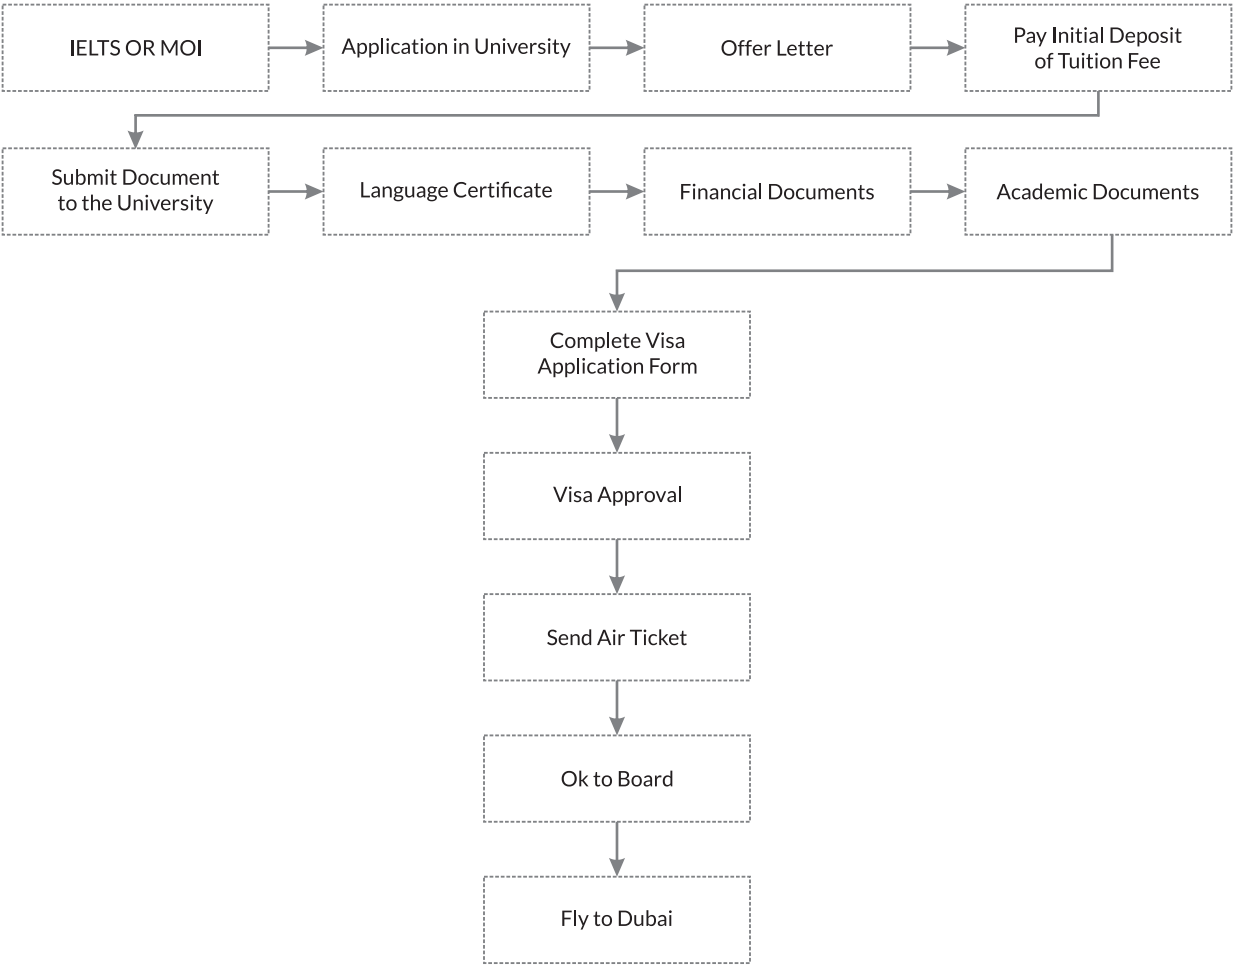 IELTS OR MOI
Application in University
Offer Letter
Pay Initial Deposit
of Tuition Fee
Submit Document
to the University
Language Certificate
Financial Documents
Academic Documents
Complete Visa
Application Form
Visa Approval
Send Air Ticket
Ok to Board
Fly to Dubai